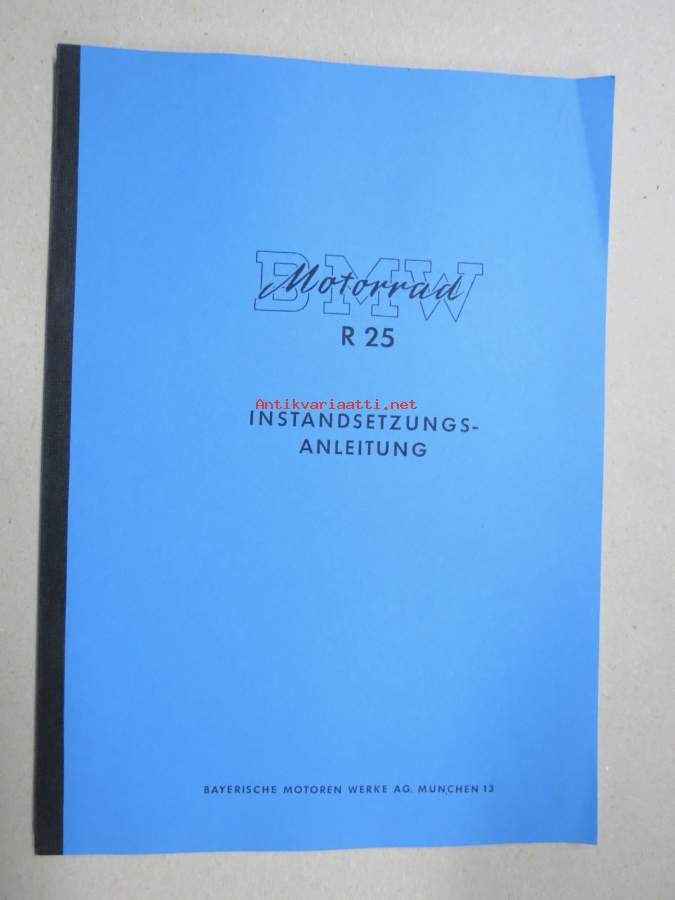 BMW
Motorrad
R 25
Antikvariaatti.net
INSTANDSETZUNGS-
ANLEITUNG
BAYERISCHE MOTOREN WERKE AG. MÜNCHEN 13